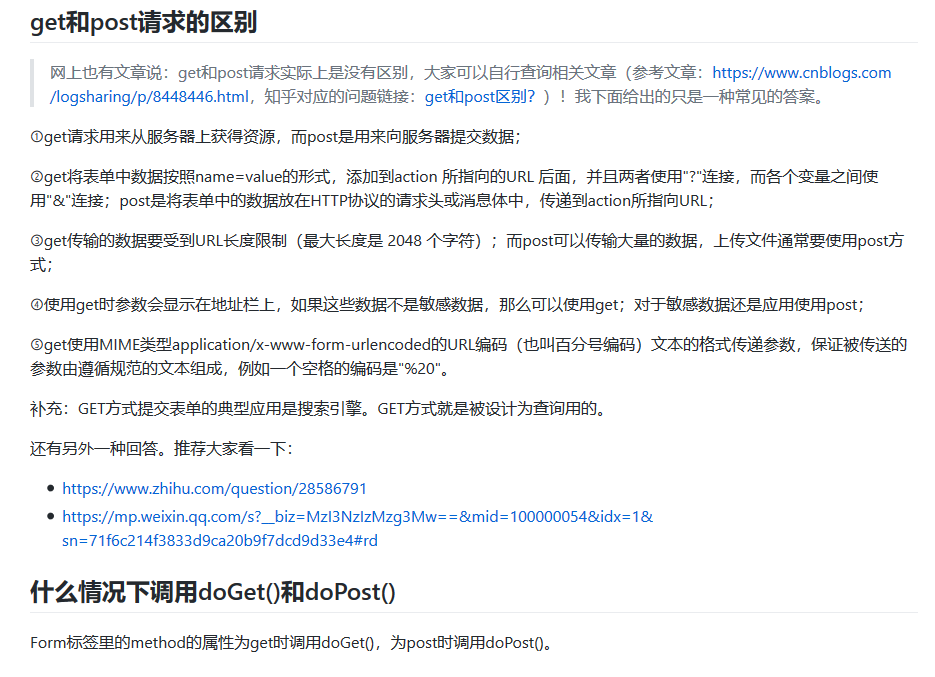 get和post请求的区别
网上也有文章说：get和post请求实际上是没有区别，大家可以自行查询相关文章（参考文章：https://www.cnblogs.com
/logsharing/p/8448446.html，知乎对应的问题链接：get和post区别？）！我下面给出的只是一种常见的答案。
①get请求用来从服务器上获得资源，而post是用来向服务器提交数据；
②get将表单中数据按照name=value的形式，添加到action 所指向的URL 后面，并且两者使用"?"连接，而各个变量之间使
用"&"连接；post是将表单中的数据放在HTTP协议的请求头或消息体中，传递到action所指向URL；
③get传输的数据要受到URL长度限制（最大长度是 2048 个字符）；而post可以传输大量的数据，上传文件通常要使用post方
式；
④使用get时参数会显示在地址栏上，如果这些数据不是敏感数据，那么可以使用get；对于敏感数据还是应用使用post；
⑤get使用MIME类型application/x-www-form-urlencoded的URL编码（也叫百分号编码）文本的格式传递参数，保证被传送的
参数由遵循规范的文本组成，例如一个空格的编码是"%20"。
补充：GET方式提交表单的典型应用是搜索引擎。GET方式就是被设计为查询用的。
还有另外一种回答。推荐大家看一下：
https://www.zhihu.com/question/28586791
https://mp.weixin.qq.com/s?__biz=MzI3NzIzMzg3Mw==&mid=100000054&idx=1&
sn=71f6c214f3833d9ca20b9f7dcd9d33e4#rd
什么情况下调用doGet()和doPost()
Form标签里的method的属性为get时调用doGet()，为post时调用doPost()。